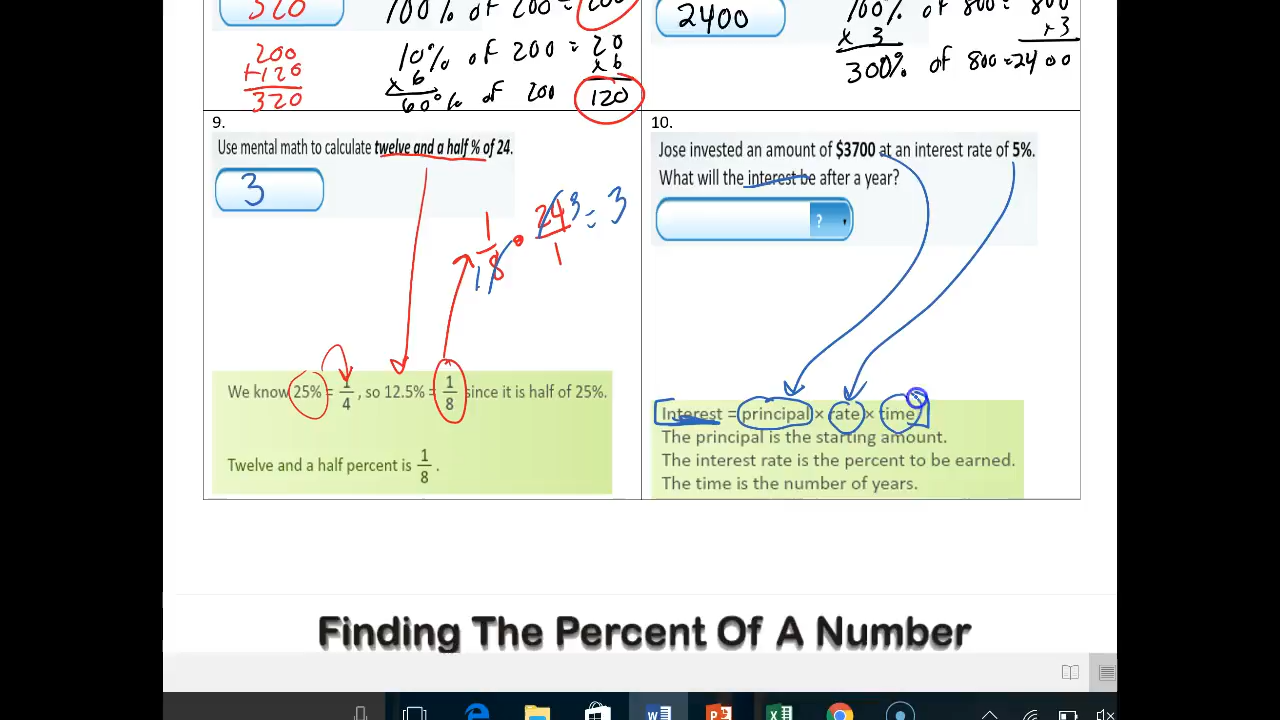 320
100% of 200 = 200
200
+120
320
10% of 200 = 20
x 6 x 6
60% of 200 120
2400
100% of 800 = 800
x 3 x 3
300% of 800 = 2400
9.
Use mental math to calculate twelve and a half % of 24.
3
1/8 • 24/1 = 3
1 3
We know 25% = 1/4 , so 12.5% = 1/8 since it is half of 25%.
Twelve and a half percent is 1/8 .
10.
Jose invested an amount of $3700 at an interest rate of 5%.
What will the interest be after a year?
?
Interest = principal × rate × time
The principal is the starting amount.
The interest rate is the percent to be earned.
The time is the number of years.
Finding The Percent Of A Number